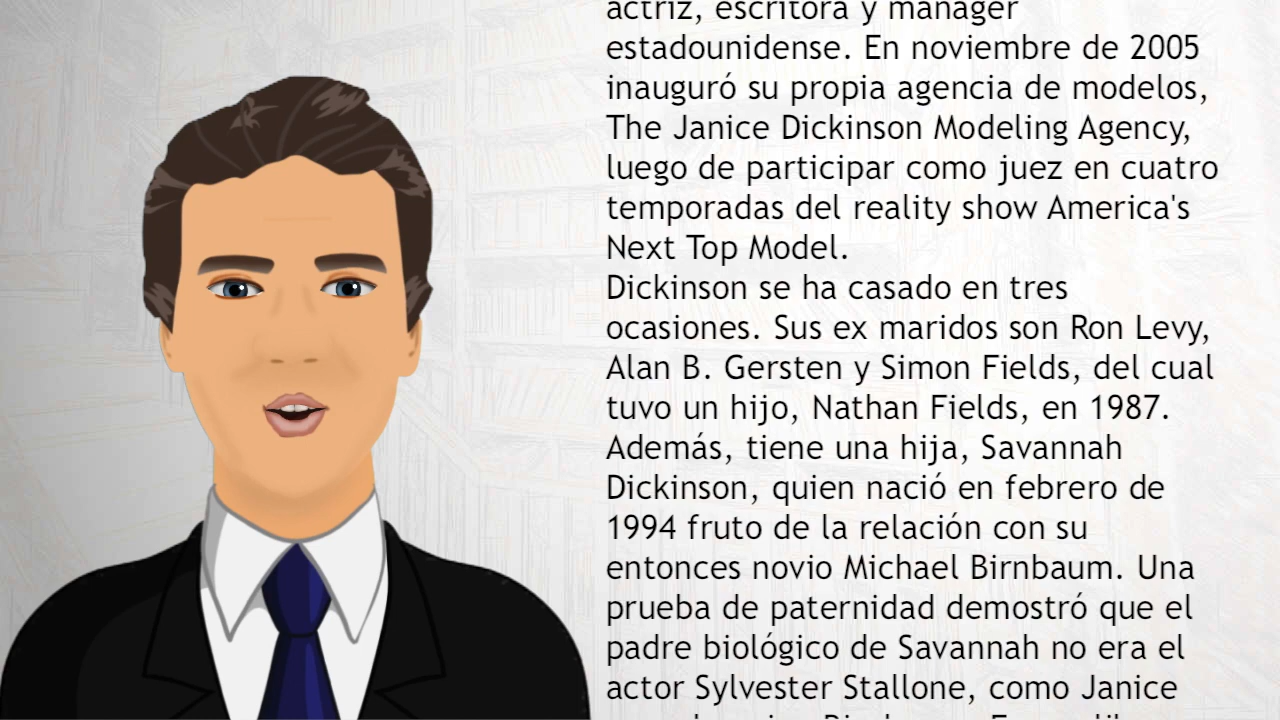 actriz, escritora y manager
estadounidense. En noviembre de 2005
inauguró su propia agencia de modelos,
The Janice Dickinson Modeling Agency,
luego de participar como juez en cuatro
temporadas del reality show America's
Next Top Model.
Dickinson se ha casado en tres
ocasiones. Sus ex maridos son Ron Levy,
Alan B. Gersten y Simon Fields, del cual
tuvo un hijo, Nathan Fields, en 1987.
Además, tiene una hija, Savannah
Dickinson, quien nació en febrero de
1994 fruto de la relación con su
entonces novio Michael Birnbaum. Una
prueba de paternidad demostró que el
padre biológico de Savannah no era el
actor Sylvester Stallone, como Janice